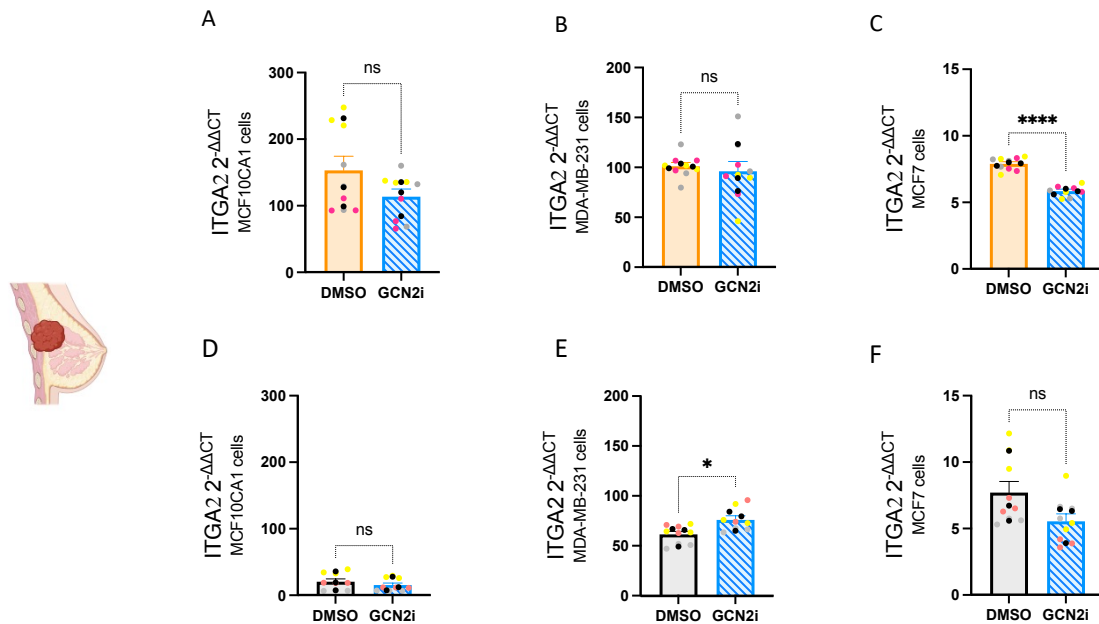 A
ITGA2 2-ΔΔCT
MCF10CA1 cells
300
200
100
0
ns
DMSO
GCN2i
B
ITGA2 2-ΔΔCT
MDA-MB-231 cells
200
150
100
50
0
ns
DMSO
GCN2i
C
ITGA2 2-ΔΔCT
MCF7 cells
15
10
5
0
****
DMSO
GCN2i
D
ITGA2 2-ΔΔCT
MCF10CA1 cells
300
200
100
0
ns
DMSO
GCN2i
E
ITGA2 2-ΔΔCT
MDA-MB-231 cells
200
150
100
50
0
*
DMSO
GCN2i
F
ITGA2 2-ΔΔCT
MCF7 cells
15
10
5
0
ns
DMSO
GCN2i